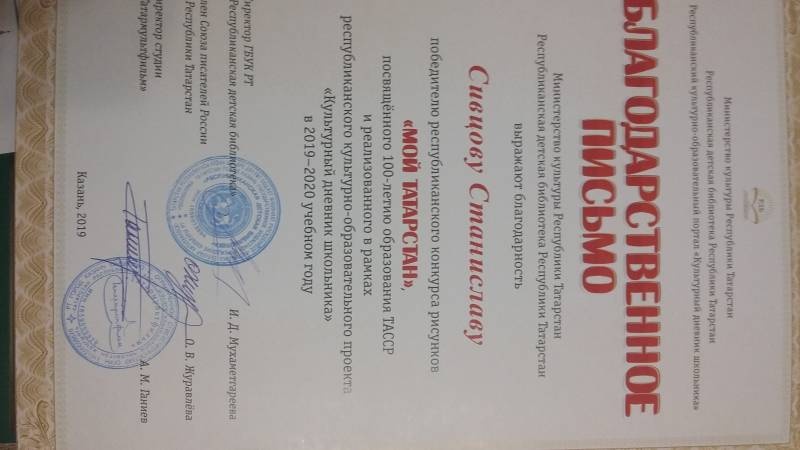 РДБ
Министерство культуры Республики Татарстан
Республиканская детская библиотека Республики Татарстан
Республиканский культурно-образовательный портал «Культурный дневник школьника»
БЛАГОДАРСТВЕННОЕ
ПИСЬМО
Министерство культуры Республики Татарстан
Республиканская детская библиотека Республики Татарстан
выражают благодарность
Сивцову Станиславу
победителю республиканского конкурса рисунков
«МОЙ ТАТАРСТАН»,
посвящённого 100-летию образования ТАССР
и реализованного в рамках
республиканского культурно-образовательного проекта
«Культурный дневник школьника»
в 2019–2020 учебном году
Директор ГБУК РТ
«Республиканская детская библиотека» И. Д. Мухаметгареева
Член Союза писателей России
Республики Татарстан О. В. Журавлёва
Директор студии
«Татармультфильм» А. М. Ганиев
Казань, 2019